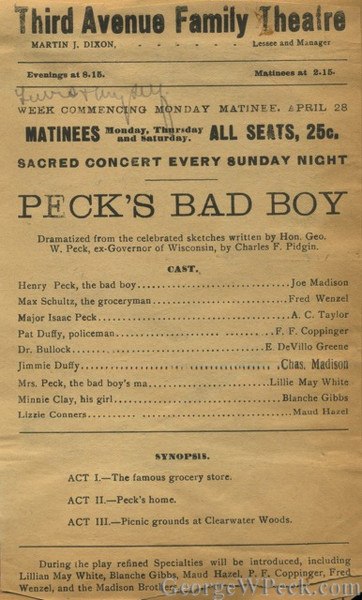 Third Avenue Family Theatre
MARTIN J. DIXON, - - - - - - Lessee and Manager
Evenings at 8.15. Matinees at 2.15.
WEEK COMMENCING MONDAY MATINEE, APRIL 28
MATINEES Monday, Thursday and Saturday. ALL SEATS, 25c.
SACRED CONCERT EVERY SUNDAY NIGHT
PECK'S BAD BOY
Dramatized from the celebrated sketches written by Hon. Geo.
W. Peck, ex-Governor of Wisconsin, by Charles F. Pidgin.
CAST.
Henry Peck, the bad boy Joe Madison
Max Schultz, the groceryman Fred Wenzel
Major Isaac Peck A. C. Taylor
Pat Duffy, policeman F. F. Coppinger
Dr. Bullock E. DeVillo Greene
Jimmie Duffy Chas. Madison
Mrs. Peck, the bad boy's ma Lillie May White
Minnie Clay, his girl Blanche Gibbs
Lizzie Conners Maud Hazel
SYNOPSIS.
ACT I.—The famous grocery store.
ACT II.—Peck's home.
ACT III.—Picnic grounds at Clearwater Woods.
During the play refined Specialties will be introduced, including
Lillian May White, Blanche Gibbs, Maud Hazel, P. F. Coppinger, Fred
Wenzel, and the Madison Brothers.
GeorgeWPeck.com